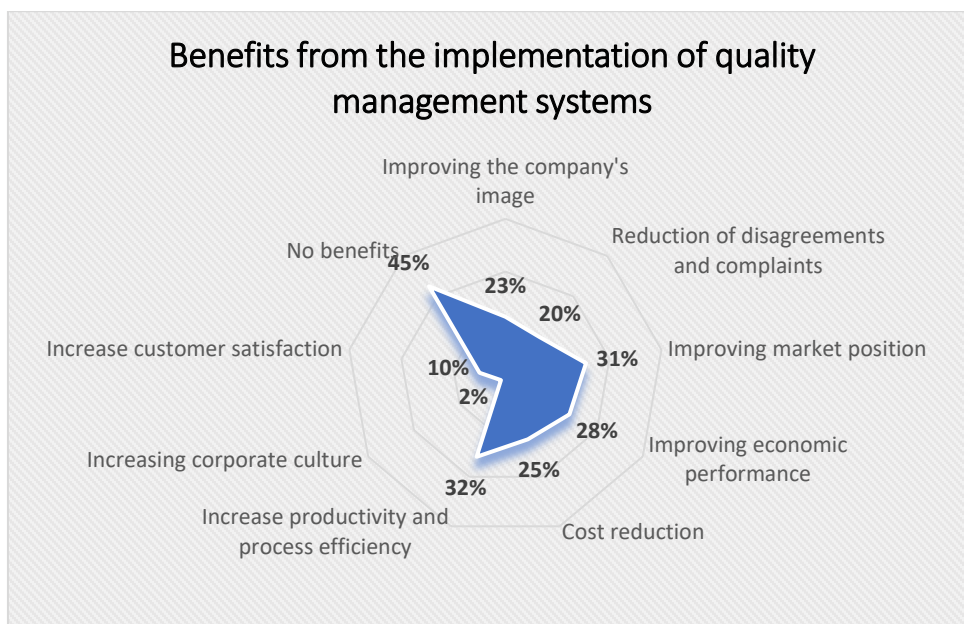 Benefits from the implementation of quality
management systems
Improving the company's
image
Reduction of disagreements
and complaints
Improving market position
Improving economic
performance
Cost reduction
Increase productivity and
process efficiency
Increasing corporate culture
Increase customer satisfaction
No benefits
23%
20%
31%
28%
25%
32%
2%
10%
45%